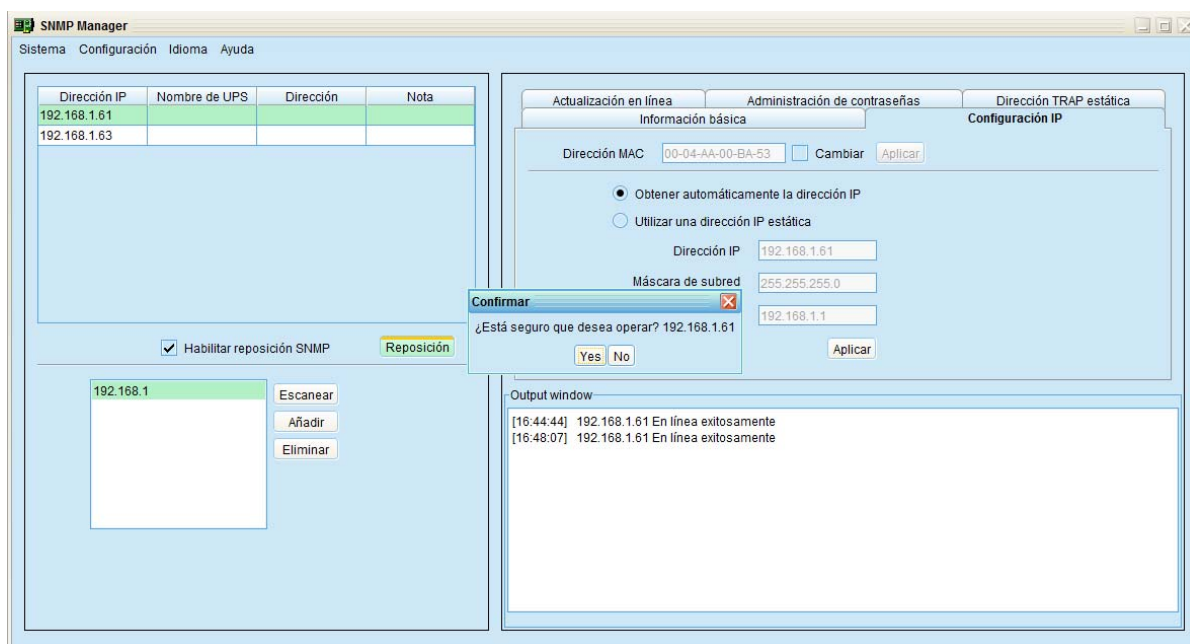 SNMP Manager
Sistema Configuración Idioma Ayuda
Dirección IP Nombre de UPS Dirección Nota
192.168.1.61
192.168.1.63
Habilitar reposición SNMP Reposición
192.168.1
Escanear
Añadir
Eliminar
Actualización en línea Administración de contraseñas Dirección TRAP estática
Información básica Configuración IP
Dirección MAC 00-04-AA-00-BA-53 Cambiar Aplicar
Obtener automáticamente la dirección IP
Utilizar una dirección IP estática
Dirección IP 192.168.1.61
Máscara de subred 255.255.255.0
192.168.1.1
Aplicar
Confirmar
¿Está seguro que desea operar? 192.168.1.61
Yes No
Output window
[16:44:44] 192.168.1.61 En línea exitosamente
[16:48:07] 192.168.1.61 En línea exitosamente